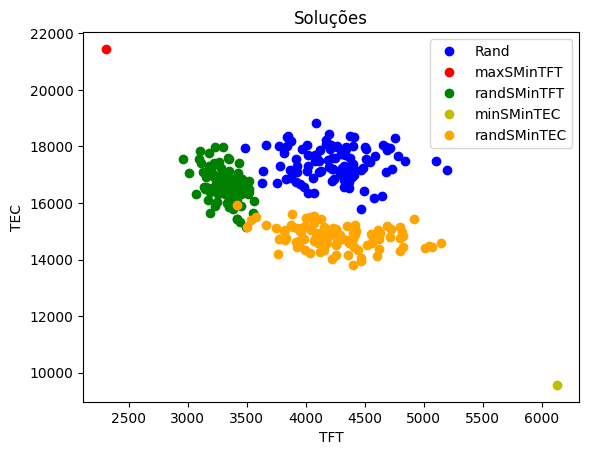 Soluções
22000
20000
18000
16000
14000
12000
10000
TEC
2500
3000
3500
4000
4500
5000
5500
6000
TFT
Rand
maxSMinTFT
randSMinTFT
minSMinTEC
randSMinTEC